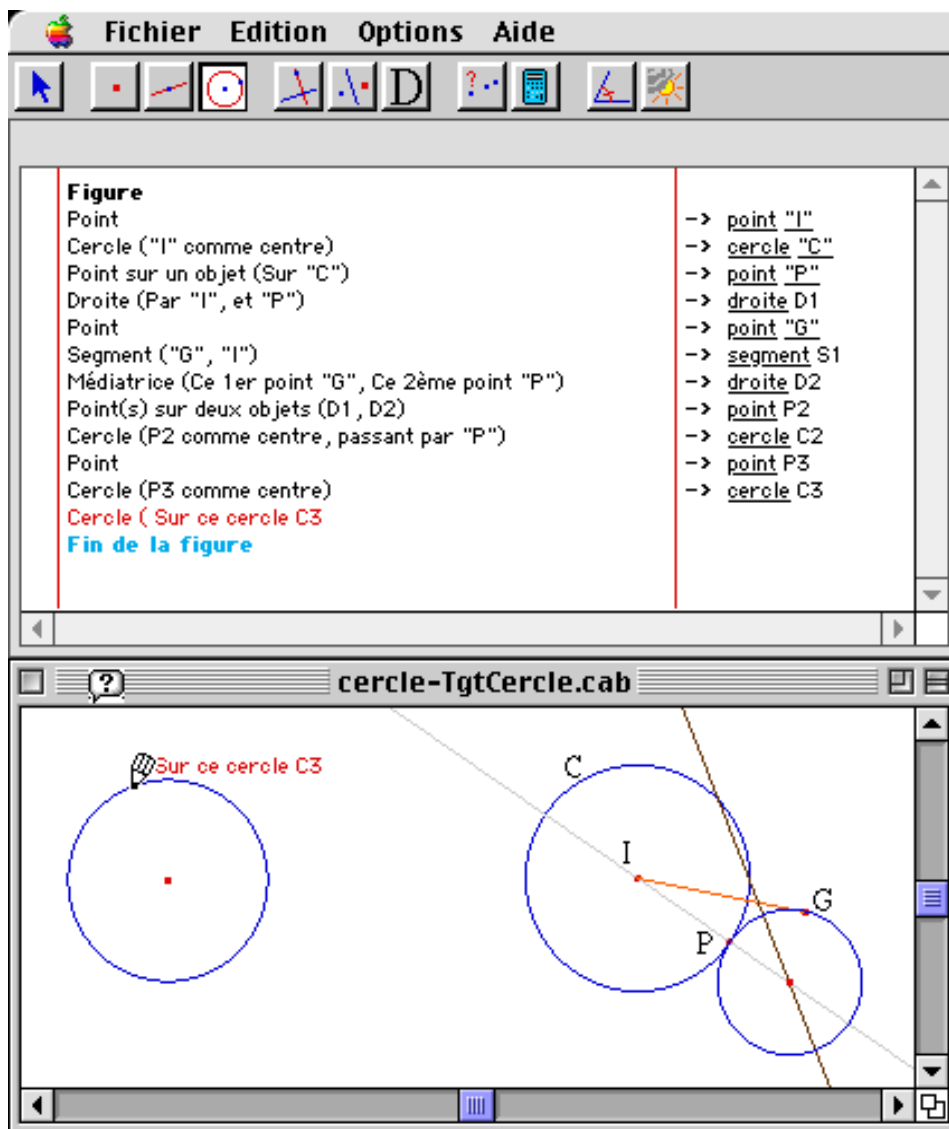 Fichier Edition Options Aide
D
?
Figure
Point -> point "I"
Cercle ("I" comme centre) -> cercle "C"
Point sur un objet (Sur "C") -> point "P"
Droite (Par "I", et "P") -> droite D1
Point -> point "G"
Segment ("G", "I") -> segment S1
Médiatrice (Ce 1er point "G", Ce 2ème point "P") -> droite D2
Point(s) sur deux objets (D1, D2) -> point P2
Cercle (P2 comme centre, passant par "P") -> cercle C2
Point -> point P3
Cercle (P3 comme centre) -> cercle C3
Cercle ( Sur ce cercle C3
Fin de la figure
? cercle-TgtCercle.cab
Sur ce cercle C3
C
I
G
P